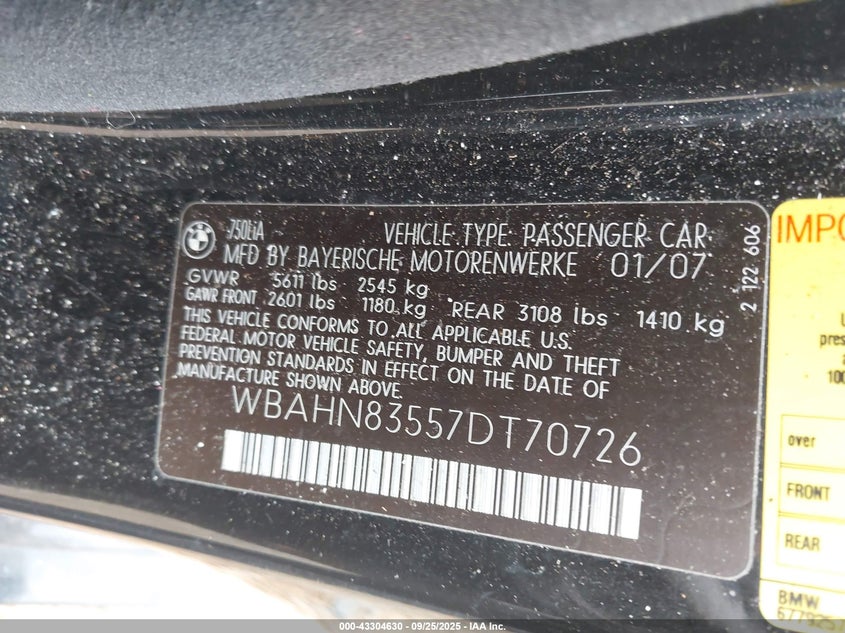 750LiA
VEHICLE TYPE: PASSENGER CAR
MFD BY BAYERISCHE MOTORENWERKE 01/07
GVWR 5611 lbs 2545 kg
GAWR FRONT 2601 lbs 1180 kg REAR 3108 lbs 1410 kg
THIS VEHICLE CONFORMS TO ALL APPLICABLE U.S.
FEDERAL MOTOR VEHICLE SAFETY, BUMPER AND THEFT
PREVENTION STANDARDS IN EFFECT ON THE DATE OF
MANUFACTURE SHOWN ABOVE.
WBAHN83557DT70726
2 122 606
over
FRONT
REAR
BMW
000-43304630 - 09/25/2025 - IAA Inc.